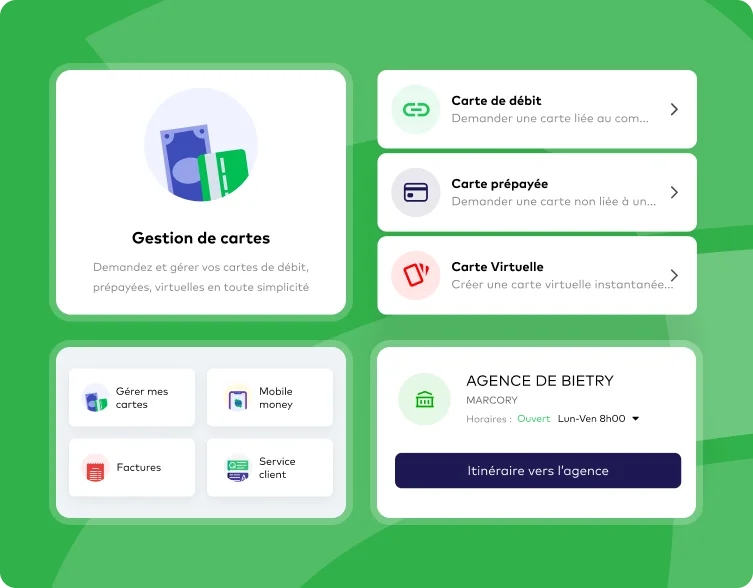 Gestion de cartes
Demandez et gérer vos cartes de débit,
prépayées, virtuelles en toute simplicité
Carte de débit
Demander une carte liée au com...
Carte prépayée
Demander une carte non liée à un...
Carte Virtuelle
Créer une carte virtuelle instantanée...
Gérer mes
cartes
Mobile
money
Factures
Service
client
AGENCE DE BIETRY
MARCORY
Horaires : Ouvert Lun-Ven 8h00
Itinéraire vers l'agence